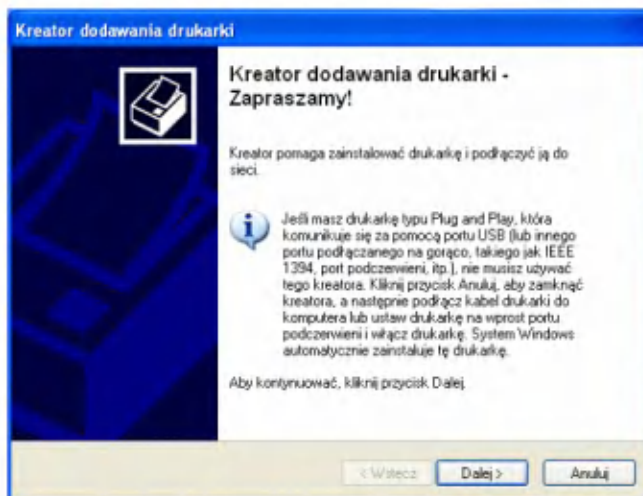 Kreator dodawania drukarki
Kreator dodawania drukarki -
Zapraszamy!
Kreator pomaga zainstalować drukarkę i podłączyć ją do
sieci.
Jeśli masz drukarkę typu Plug and Play, która
komunikuje się za pomocą portu USB (lub innego
portu podłączanego na gorąco, takiego jak IEEE
1394, port podczerwieni, itp.), nie musisz używać
tego kreatora. Kliknij przycisk Anuluj, aby zamknąć
kreatora, a następnie podłącz kabel drukarki do
komputera lub ustaw drukarkę na wprost portu
podczerwieni i włącz drukarkę. System Windows
automatycznie zainstaluje tę drukarkę.
Aby kontynuować, kliknij przycisk Dalej.
< Wstecz
Dalej >
Anuluj